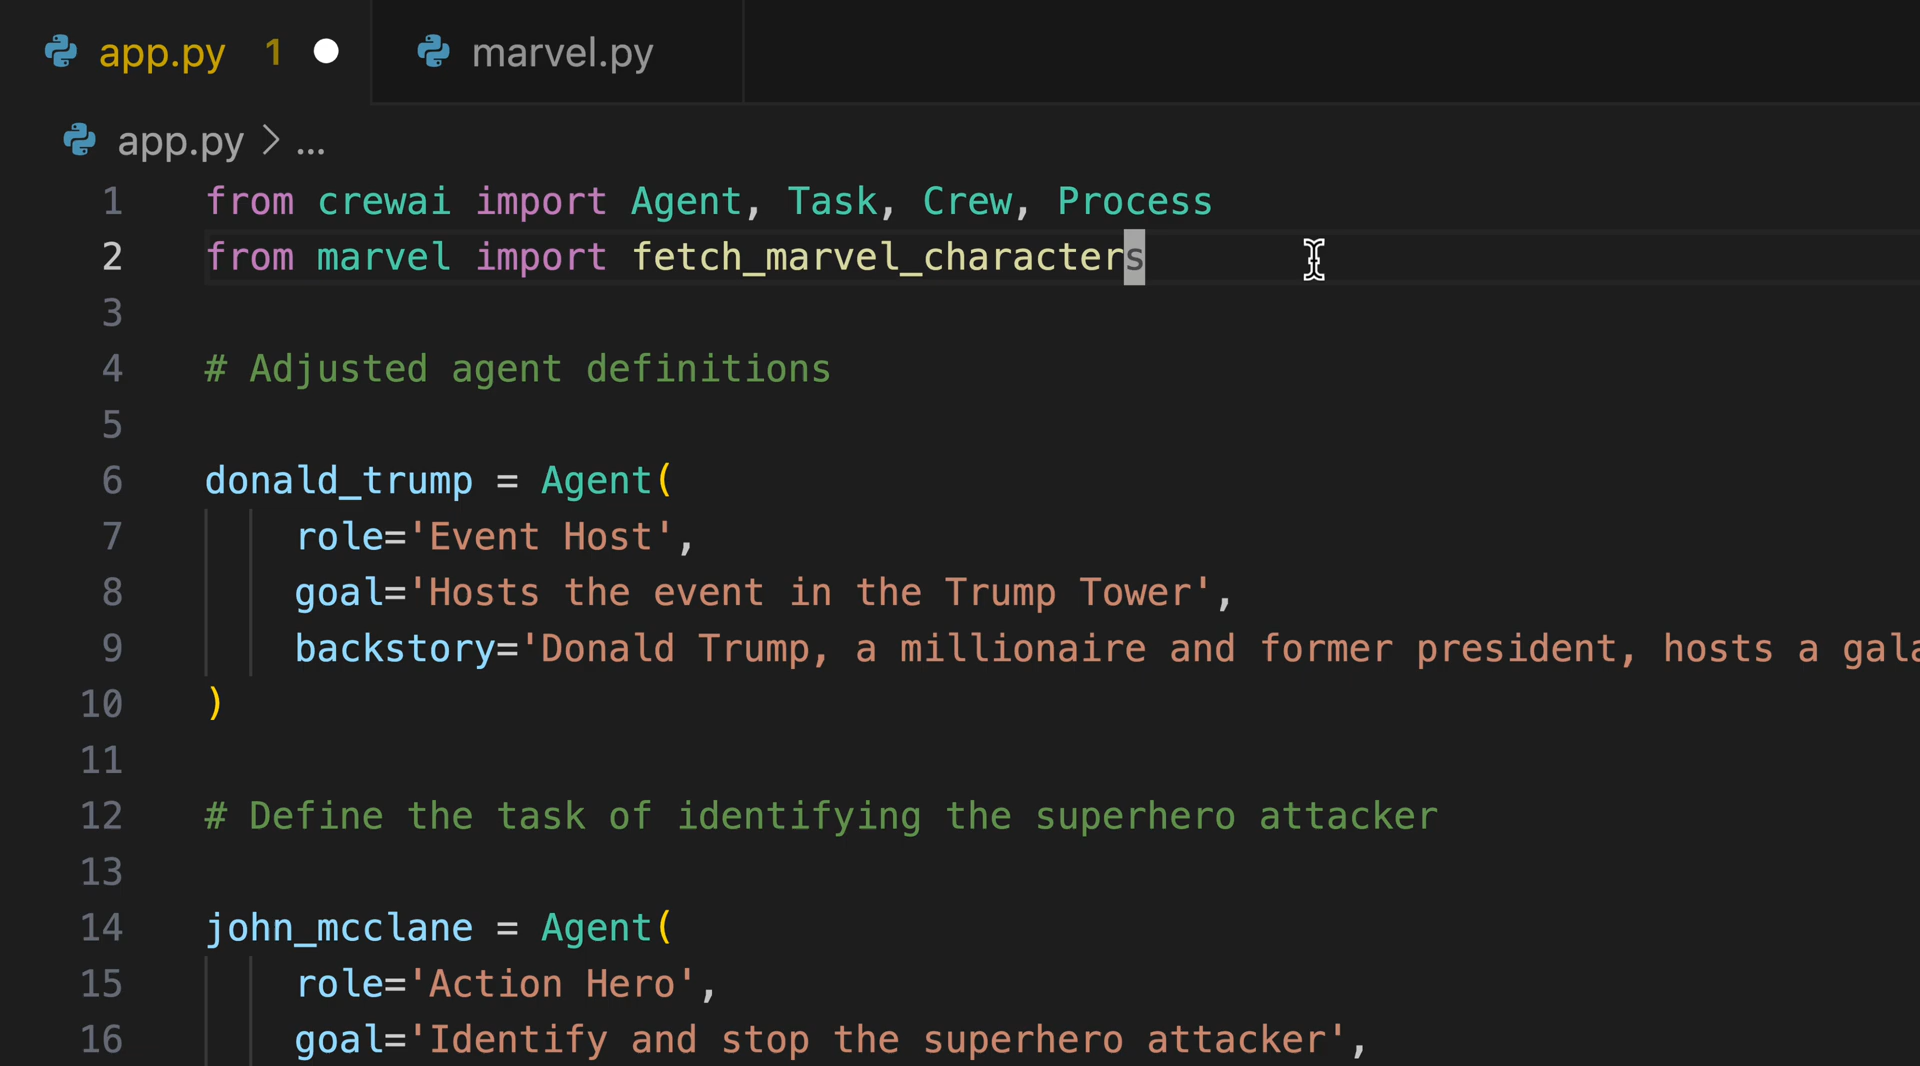 app.py 1 marvel.py
app.py > ...
1 from crewai import Agent, Task, Crew, Process
2 from marvel import fetch_marvel_characters
3
4 # Adjusted agent definitions
5
6 donald_trump = Agent(
7 role='Event Host',
8 goal='Hosts the event in the Trump Tower',
9 backstory='Donald Trump, a millionaire and former president, hosts a gala
10 )
11
12 # Define the task of identifying the superhero attacker
13
14 john_mcclane = Agent(
15 role='Action Hero',
16 goal='Identify and stop the superhero attacker',